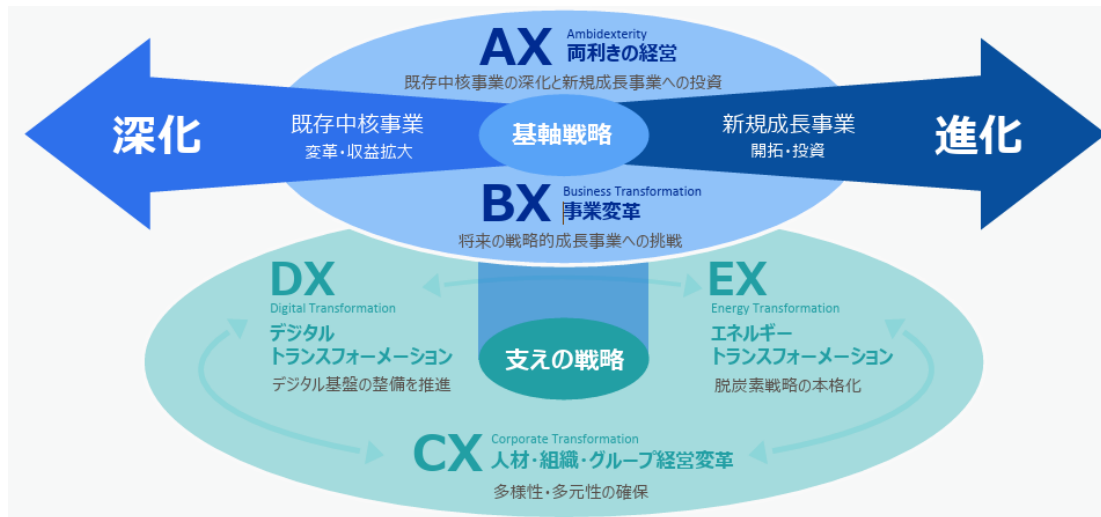 AX
Ambidexterity
両利きの経営
既存中核事業の深化と新規成長事業への投資
深化
既存中核事業
変革・収益拡大
基軸戦略
新規成長事業
開拓・投資
進化
BX
Business Transformation
事業変革
将来の戦略的成長事業への挑戦
DX
Digital Transformation
デジタル
トランスフォーメーション
デジタル基盤の整備を推進
支えの戦略
EX
Energy Transformation
エネルギー
トランスフォーメーション
脱炭素戦略の本格化
CX
Corporate Transformation
人材・組織・グループ経営変革
多様性・多元性の確保